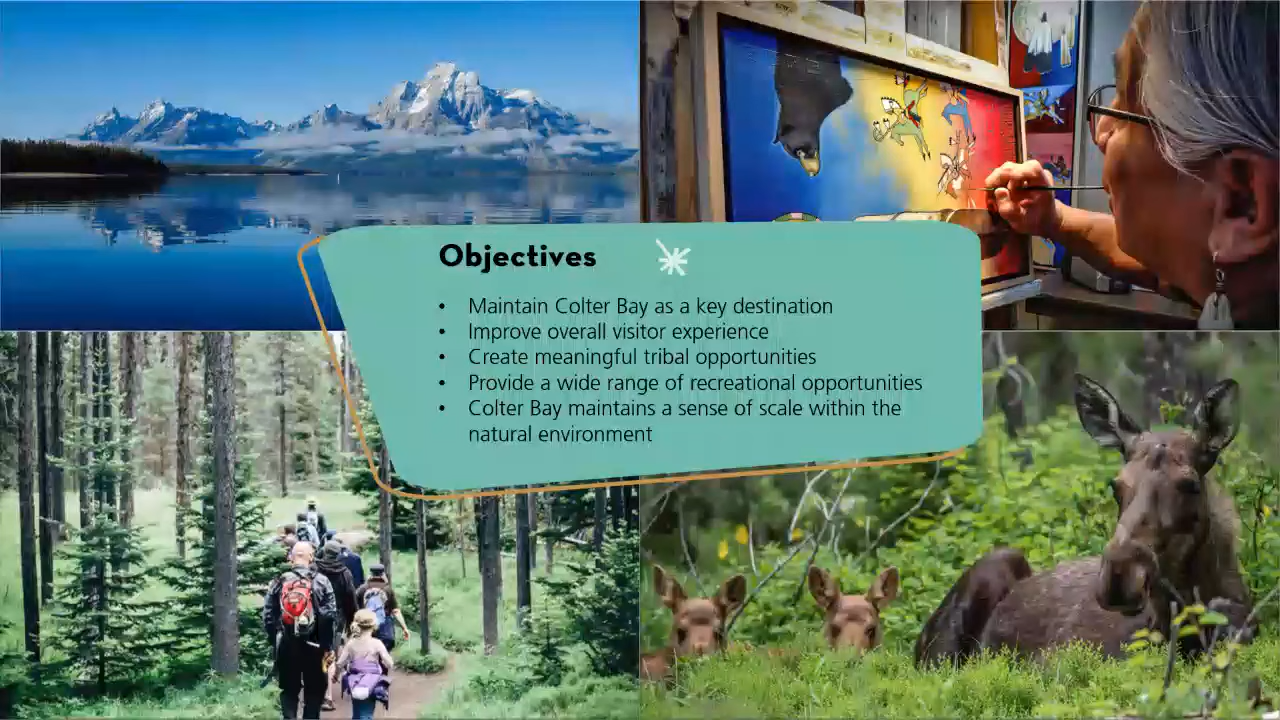 Objectives
• Maintain Colter Bay as a key destination
• Improve overall visitor experience
• Create meaningful tribal opportunities
• Provide a wide range of recreational opportunities
• Colter Bay maintains a sense of scale within the
natural environment